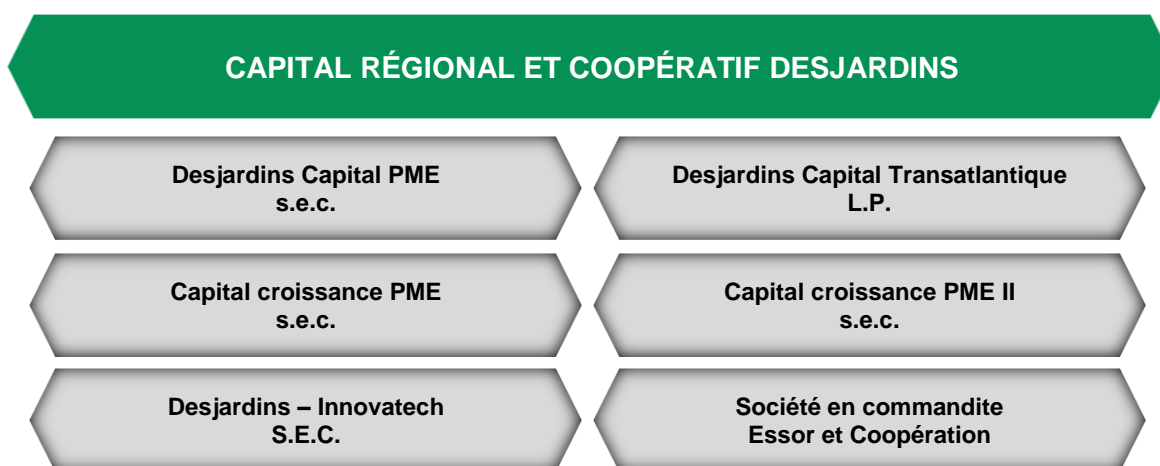 CAPITAL RÉGIONAL ET COOPÉRATIF DESJARDINS
Desjardins Capital PME
s.e.c.
Desjardins Capital Transatlantique
L.P.
Capital croissance PME
s.e.c.
Capital croissance PME II
s.e.c.
Desjardins – Innovatech
S.E.C.
Société en commandite
Essor et Coopération